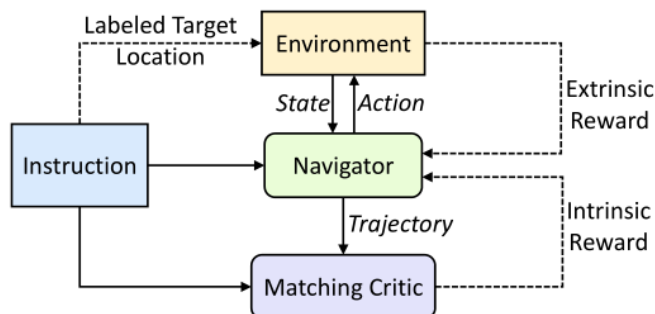 Labeled Target
Location
Environment
State
Action
Extrinsic
Reward
Instruction
Navigator
Trajectory
Intrinsic
Reward
Matching Critic